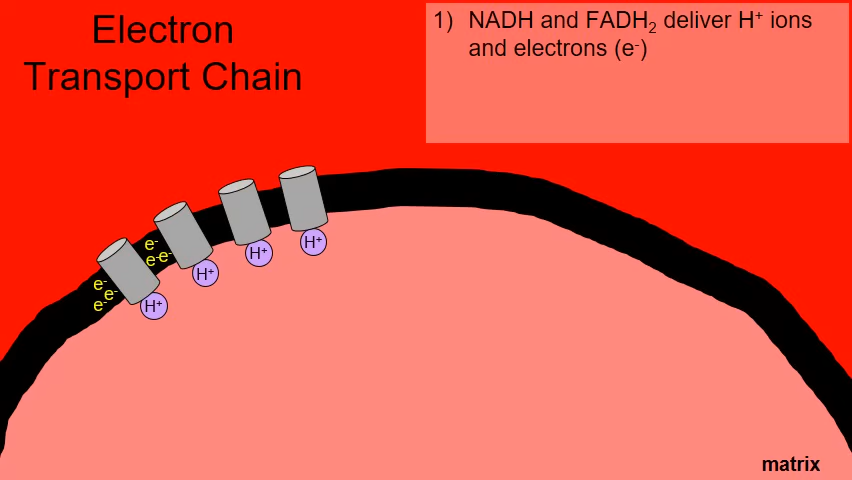 Electron
Transport Chain
1) NADH and FADH₂ deliver H⁺ ions
and electrons (e⁻)
e⁻
e⁻ e⁻
e⁻
e⁻
e⁻
H⁺
H⁺
H⁺
H⁺
matrix